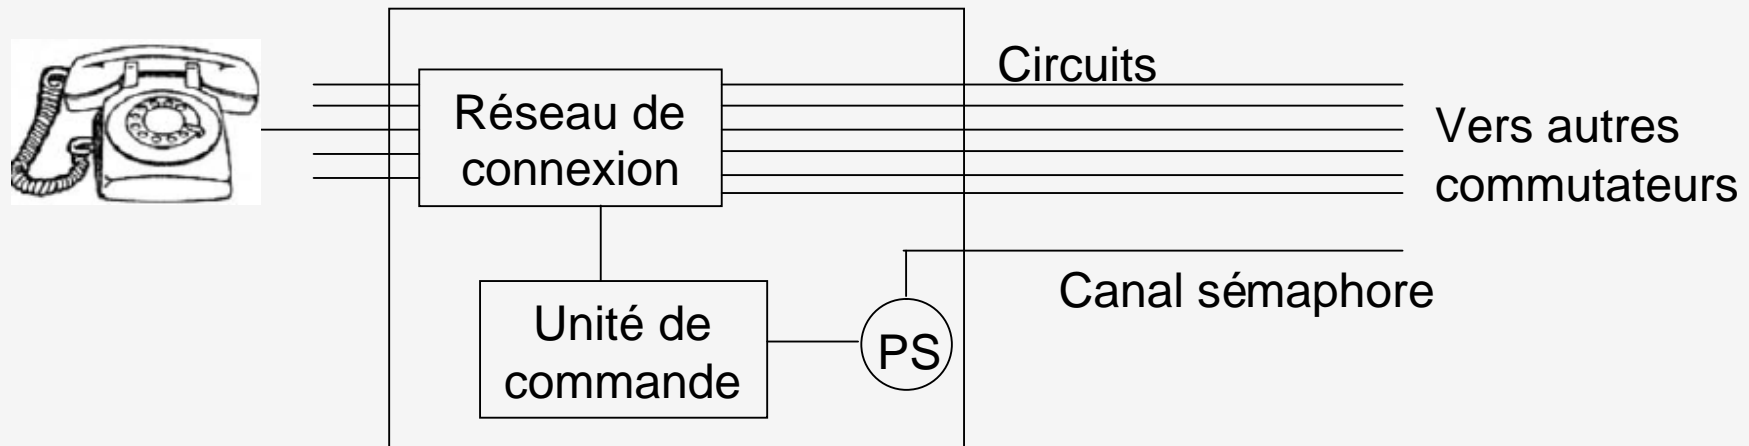 Circuits
Réseau de
connexion
Vers autres
commutateurs
Canal sémaphore
Unité de
commande
PS